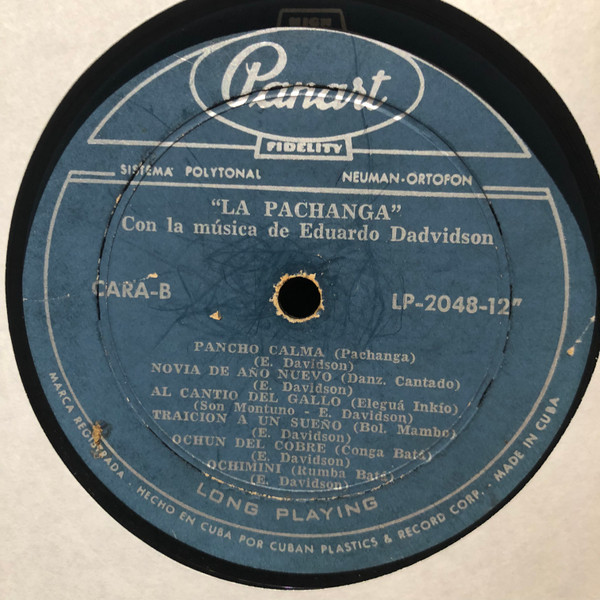 HIGH
Panart
FIDELITY
SISTEMA POLYTONAL NEUMAN-ORTOFON
"LA PACHANGA"
Con la música de Eduardo Dadvidson
CARA-B LP-2048-12"
PANCHO CALMA (Pachanga)
(E. Davidson)
NOVIA DE AÑO NUEVO (Danz. Cantado)
(E. Davidson)
AL CANTIO DEL GALLO (Eleguá Inkío)
(Son Montuno - E. Davidson)
TRAICION A UN SUEÑO (Bol. Mambo)
(E. Davidson)
OCHUN DEL COBRE (Conga Batá)
(E. Davidson)
OCHIMINI (Rumba Batá)
(E. Davidson)
LONG PLAYING
MARCA REGISTRADA - HECHO EN CUBA POR CUBAN PLASTICS & RECORD CORP. - MADE IN CUBA